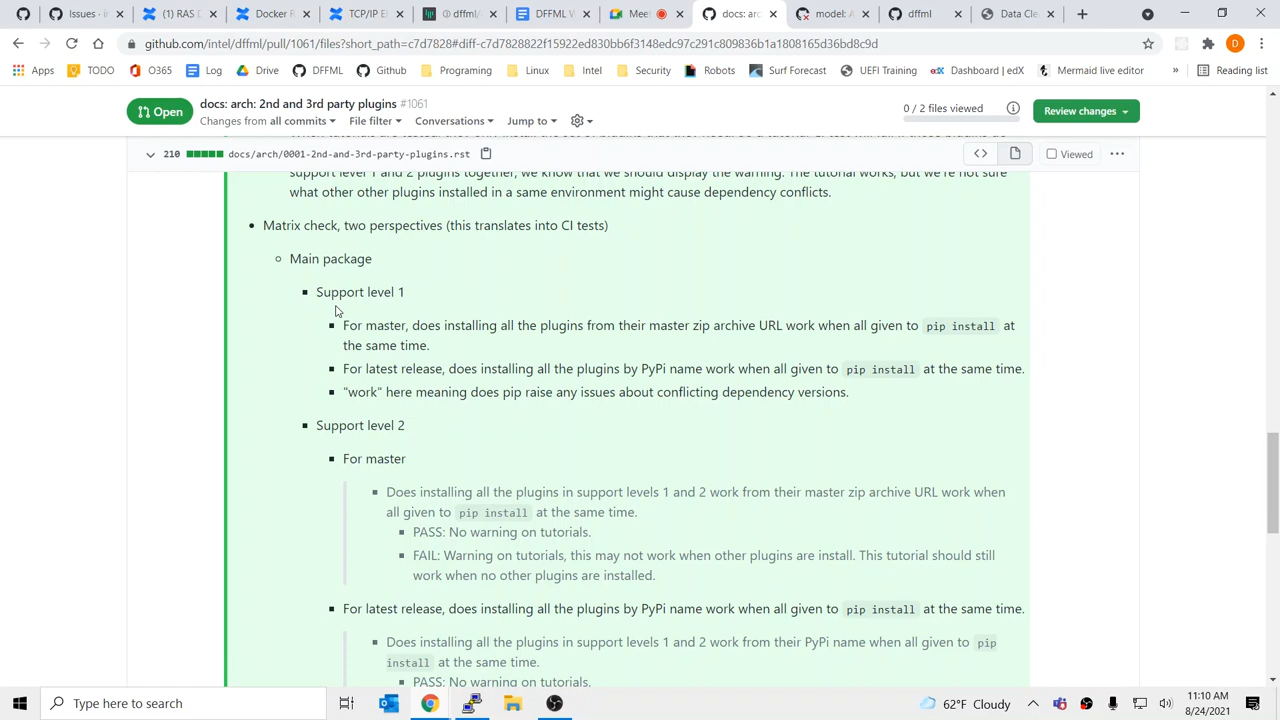 (1) RAS D
Docker R
TCP/IP E
dffml/
DFFML W
Meet
docs: arc
model: A
dffml
Data Cle
github.com/intel/dffml/pull/1061/files?short_path=c7d7828#diff-c7d7828822f15922ed830bb6f3148edc97c291c809836b1a1808165d36bd8c9d
D
Apps TODO O365 Log Drive DFFML Github Programing Linux Intel Security Robots Surf Forecast UEFI Training Dashboard | edX Mermaid live editor » Reading list
Open
docs: arch: 2nd and 3rd party plugins #1061
Changes from all commits File filter Conversations Jump to
0 / 2 files viewed
Review changes
210 docs/arch/0001-2nd-and-3rd-party-plugins.rst
Viewed
support level 1 and 2 plugins together, we know that we should display the warning. The tutorial works, but we're not sure
what other other plugins installed in a same environment might cause dependency conflicts.
Matrix check, two perspectives (this translates into CI tests)
Main package
Support level 1
For master, does installing all the plugins from their master zip archive URL work when all given to pip install at
the same time.
For latest release, does installing all the plugins by PyPi name work when all given to pip install at the same time.
"work" here meaning does pip raise any issues about conflicting dependency versions.
Support level 2
For master
Does installing all the plugins in support levels 1 and 2 work from their master zip archive URL work when
all given to pip install at the same time.
PASS: No warning on tutorials.
FAIL: Warning on tutorials, this may not work when other plugins are install. This tutorial should still
work when no other plugins are installed.
For latest release, does installing all the plugins by PyPi name work when all given to pip install at the same time.
Does installing all the plugins in support levels 1 and 2 work from their PyPi name when all given to pip
install at the same time.
PASS: No warning on tutorials.
Type here to search
62°F Cloudy
11:10 AM
8/24/2021